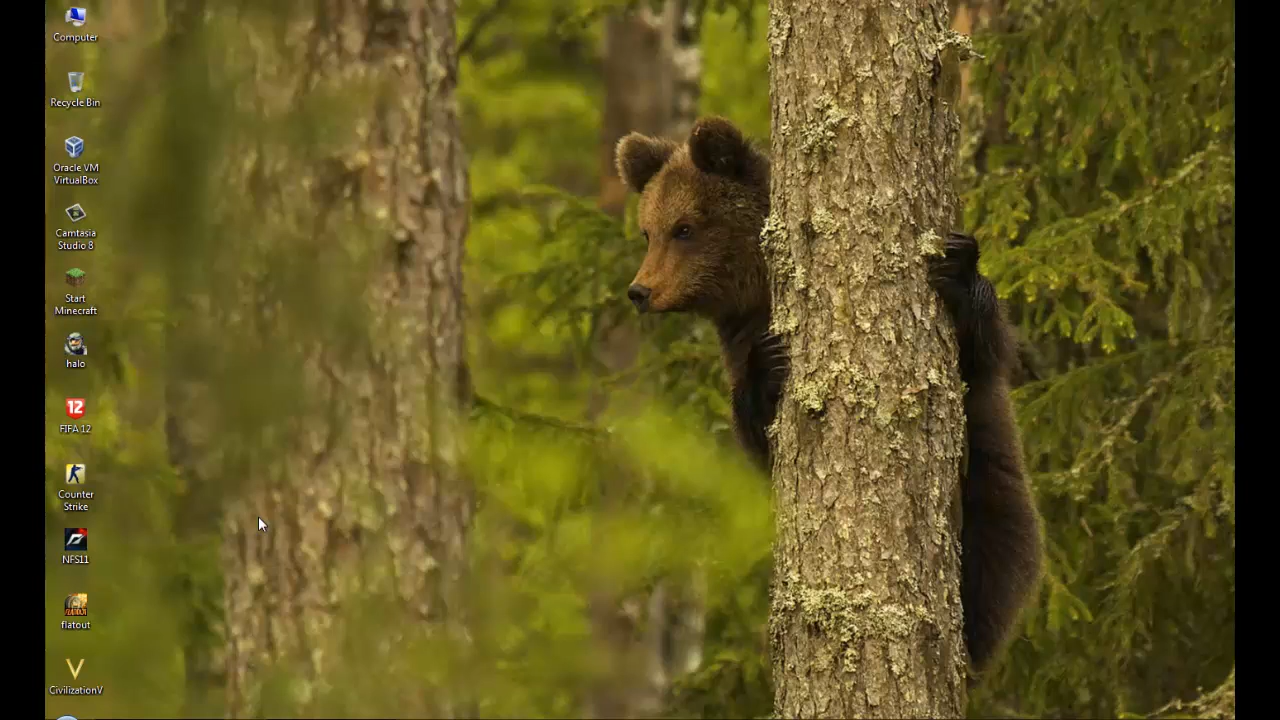 Computer
Recycle Bin
Oracle VM
VirtualBox
Camtasia
Studio 8
Start
Minecraft
halo
12
FIFA 12
Counter
Strike
NFS11
flatout
CivilizationV